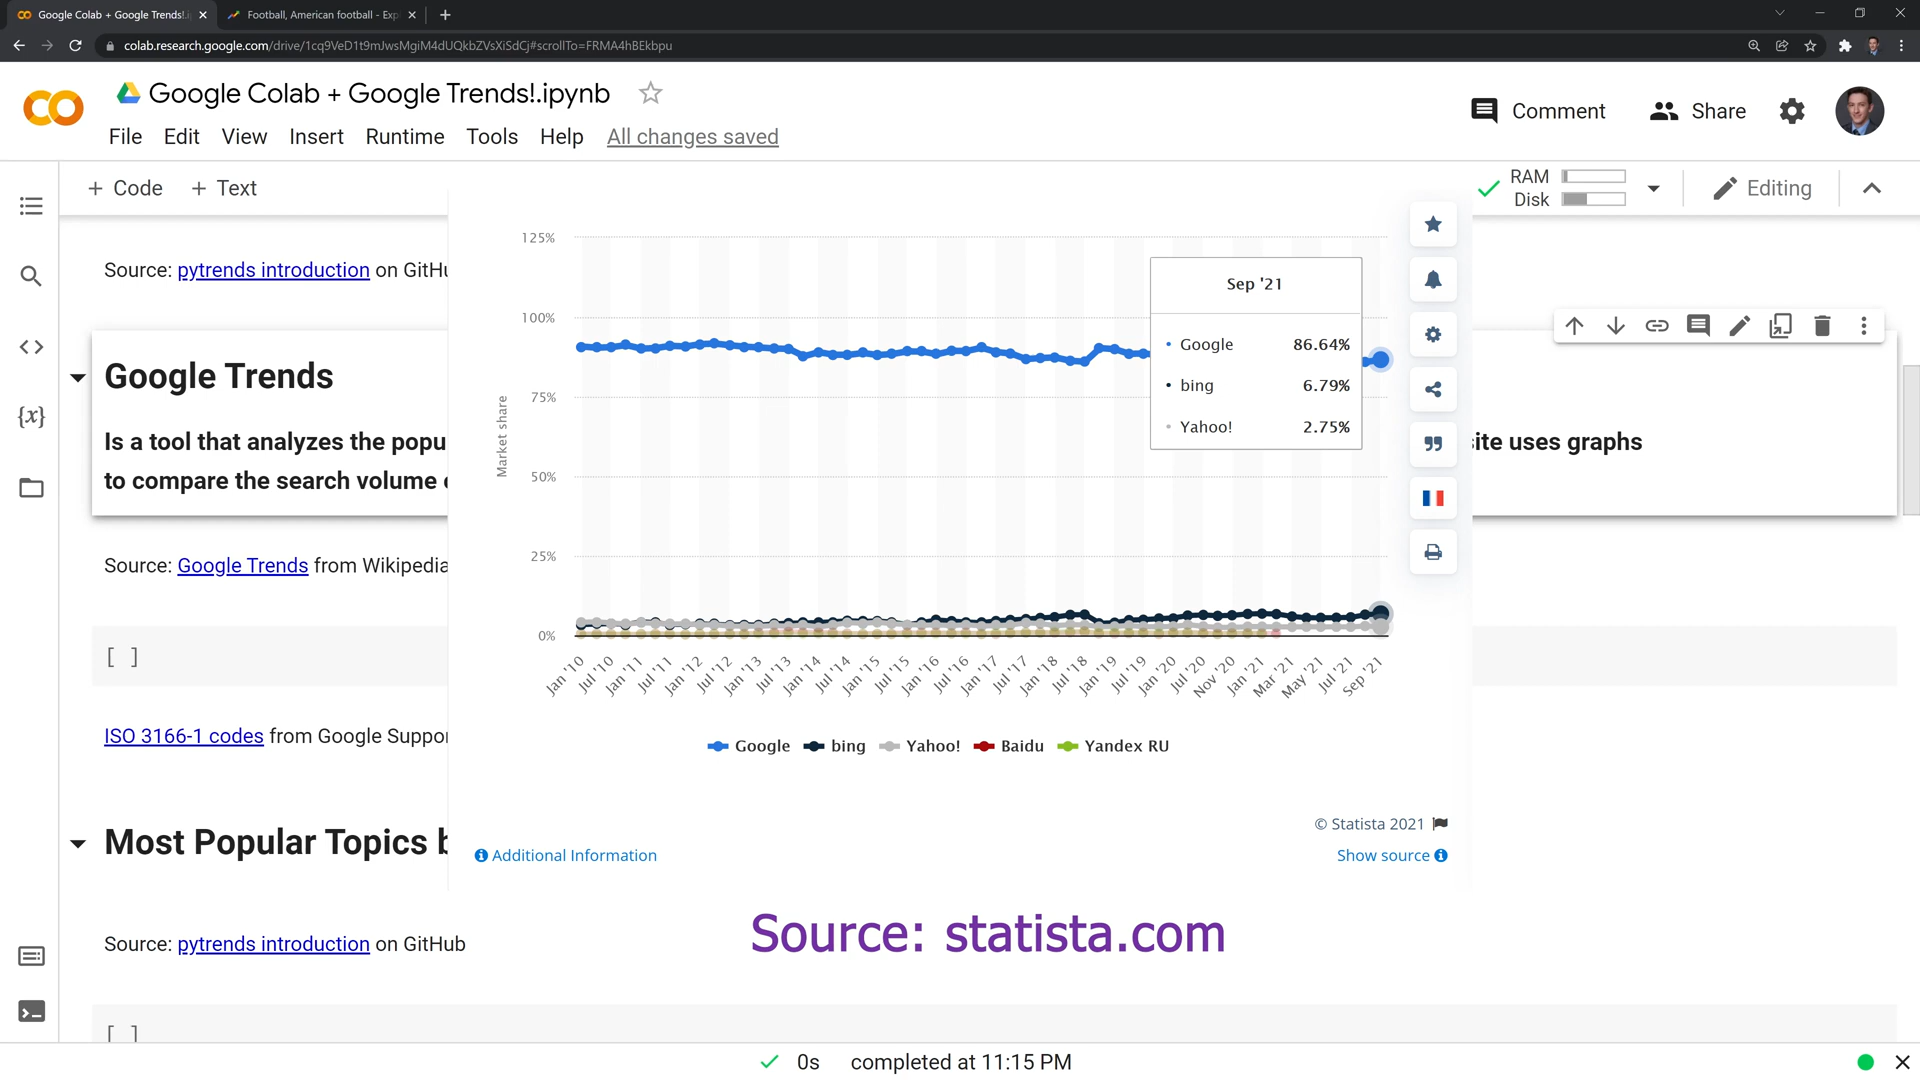 Google Colab + Google Trends!.i
Football, American football - Exp
colab.research.google.com/drive/1cq9VeD1t9mJwsMgiM4dUQkbZVsXiSdCj#scrollTo=FRMA4hBEkbpu
Google Colab + Google Trends!.ipynb
Comment
Share
File Edit View Insert Runtime Tools Help All changes saved
+ Code + Text
RAM
Disk
Editing
Source: pytrends introduction on GitHu
Google Trends
Is a tool that analyzes the popu
site uses graphs
to compare the search volume
Source: Google Trends from Wikipedia
[ ]
ISO 3166-1 codes from Google Suppor
Most Popular Topics b
Source: pytrends introduction on GitHub
[ ]
125%
100%
75%
50%
25%
0%
Market share
Sep '21
Google 86.64%
bing 6.79%
Yahoo! 2.75%
Jan '10 Jul '10 Jan '11 Jul '11 Jan '12 Jul '12 Jan '13 Jul '13 Jan '14 Jul '14 Jan '15 Jul '15 Jan '16 Jul '16 Jan '17 Jul '17 Jan '18 Jul '18 Jan '19 Jul '19 Jan '20 Jul '20 Nov '20 Jan '21 Mar '21 May '21 Jul '21 Sep '21
Google bing Yahoo! Baidu Yandex RU
© Statista 2021
Additional Information
Show source
Source: statista.com
0s completed at 11:15 PM